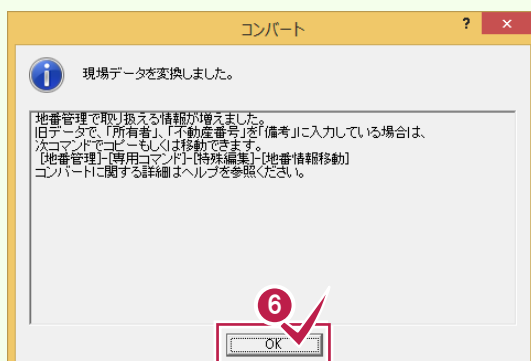 コンバート
? ×
現場データを変換しました。
地番管理で取り扱える情報が増えました。
旧データで、「所有者」、「不動産番号」を「備考」に入力している場合は、
次コマンドでコピーもしくは移動できます。
[地番管理]-[専用コマンド]-[特殊編集]-[地番情報移動]
コンバートに関する詳細はヘルプを参照ください。
6
OK